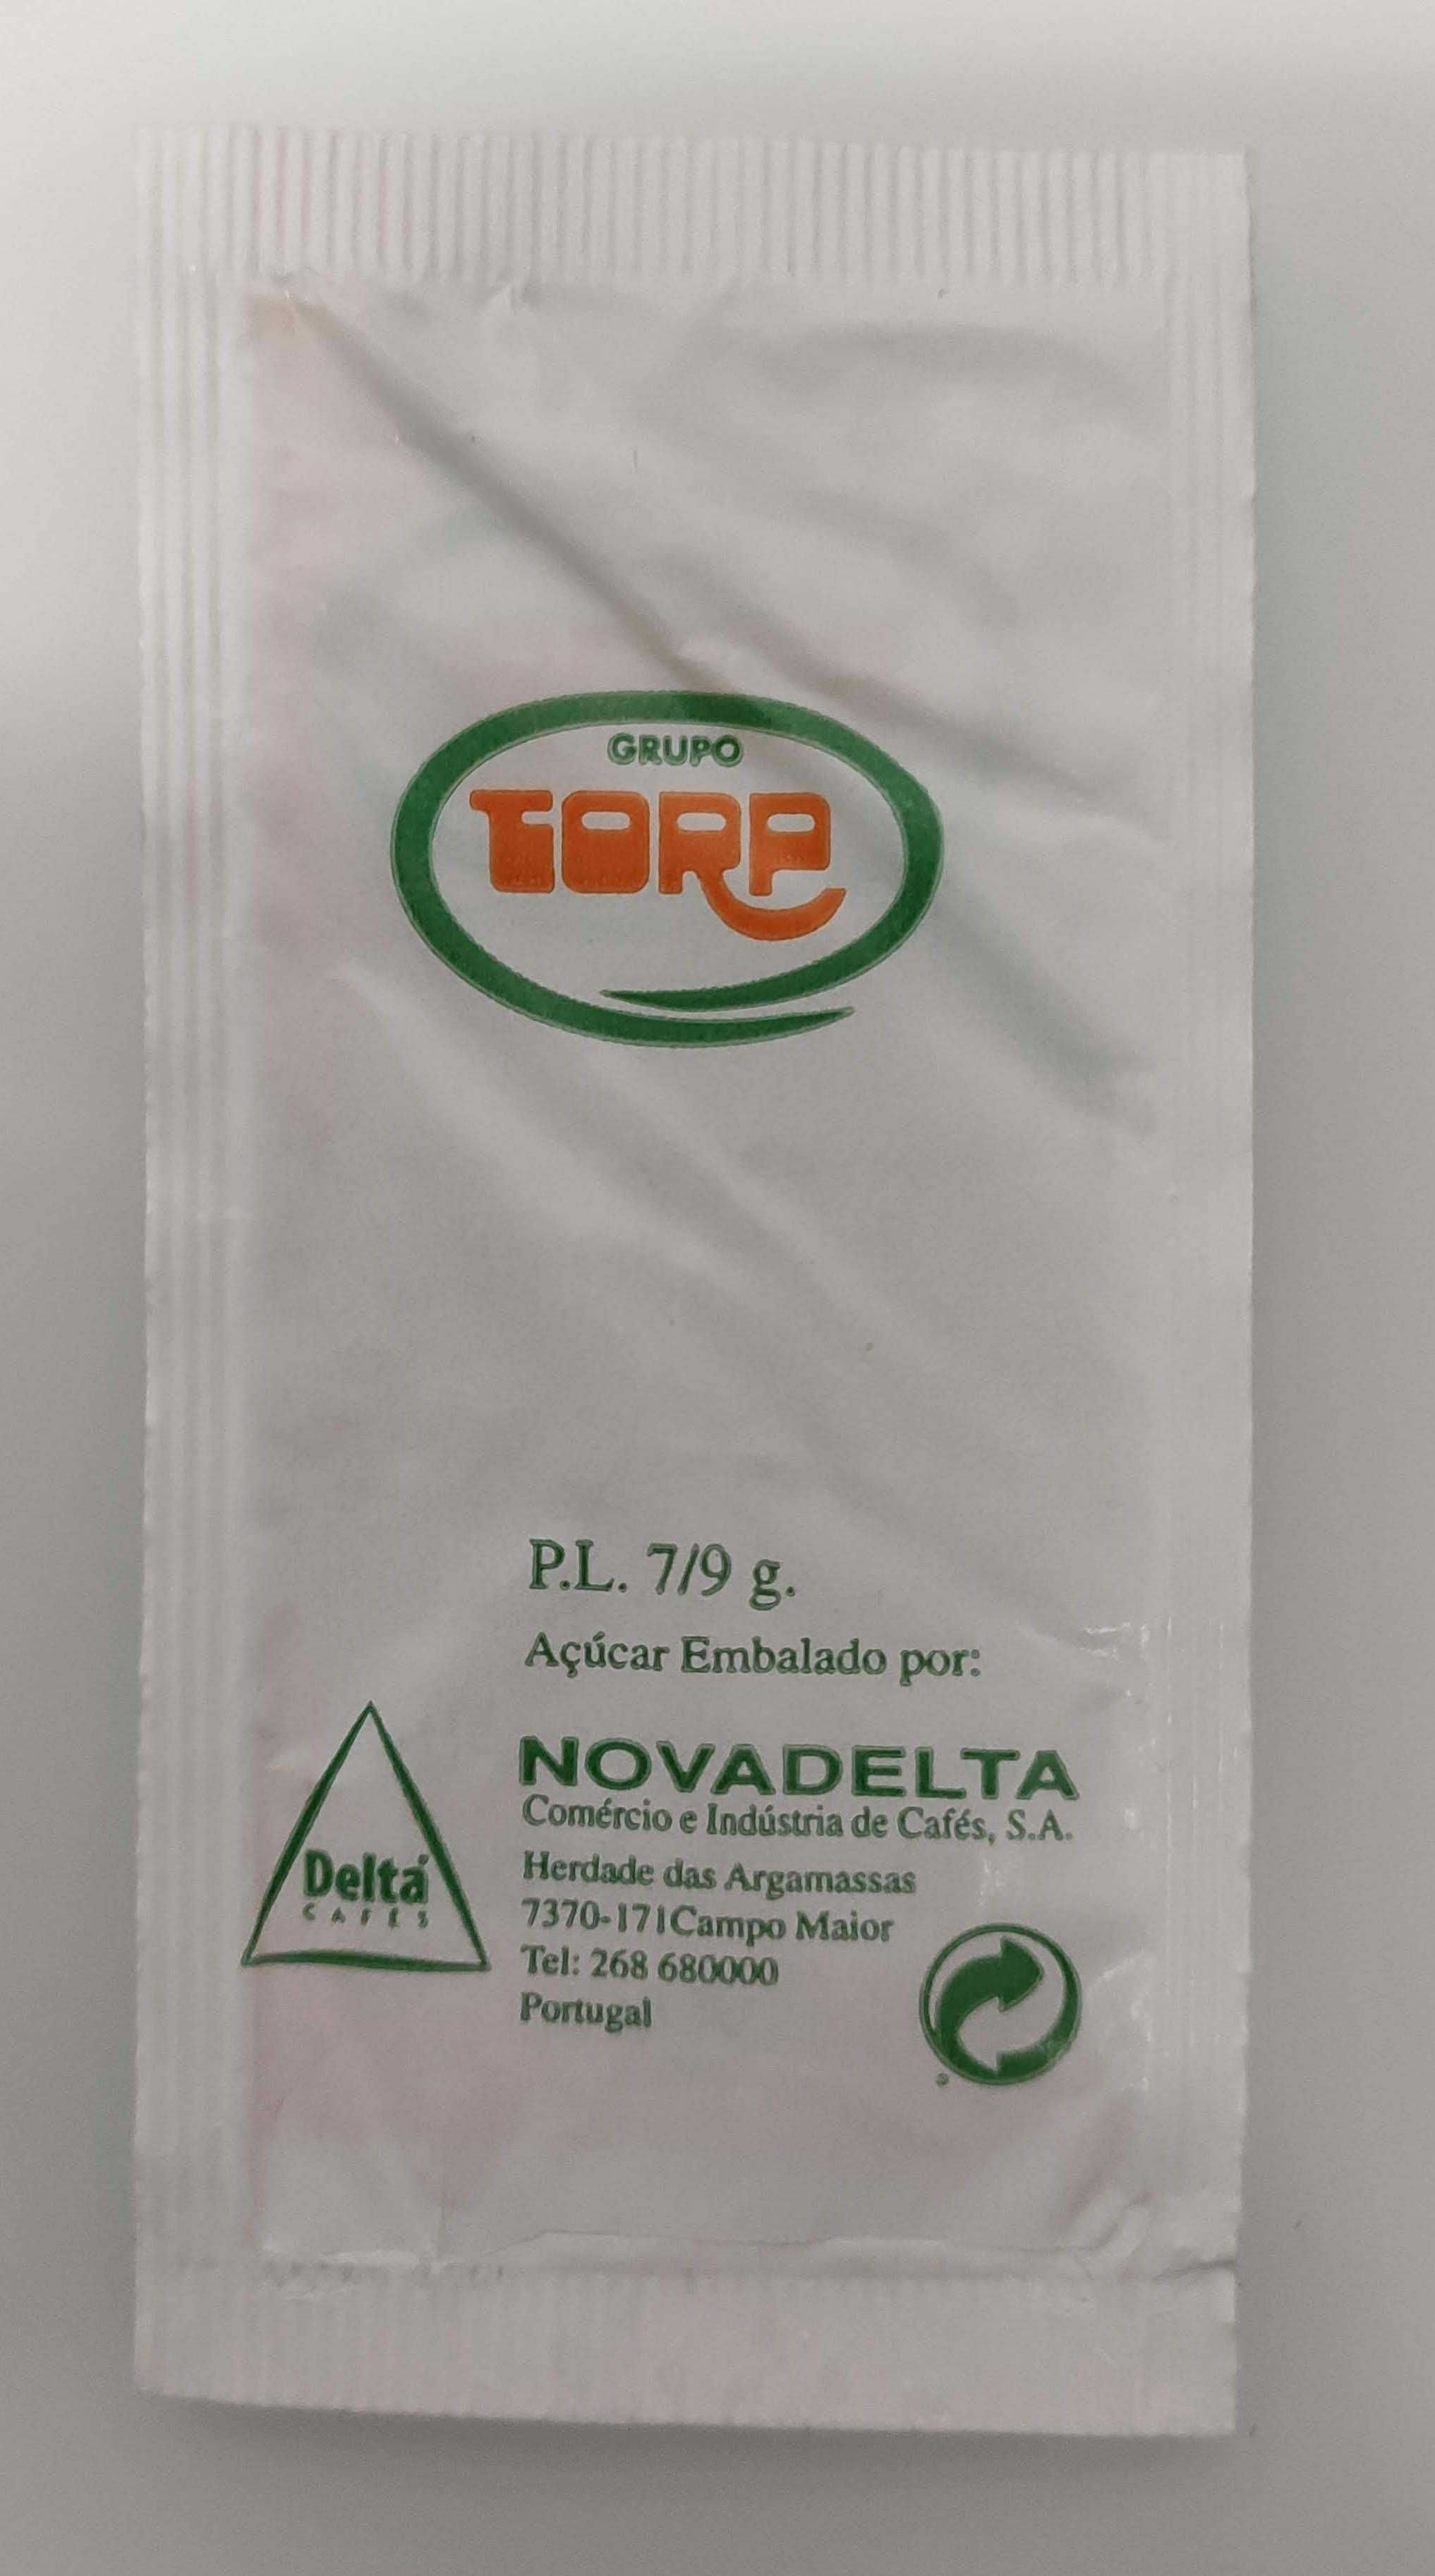 GRUPO
TORP
P.L. 7/9 g.
Açúcar Embalado por:
NOVADELTA
Comércio e Indústria de Cafés, S.A.
Delta
CAFÉS
Herdade das Argamassas
7370-171Campo Maior
Tel: 268 680000
Portugal